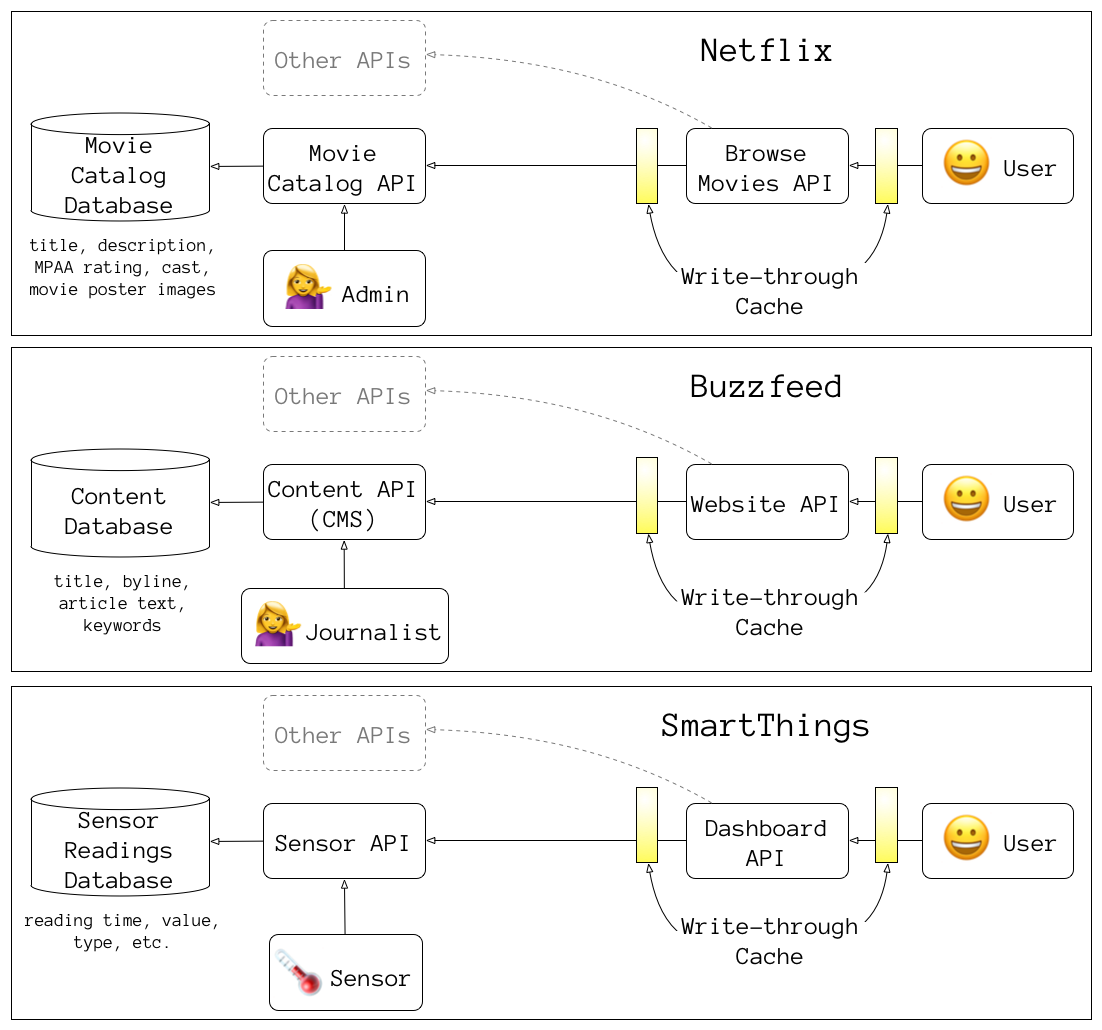 Netflix
Other APIs
Movie
Catalog
Database
Movie
Catalog API
Browse
Movies API
User
title, description,
MPAA rating, cast,
movie poster images
Admin
Write-through
Cache
Buzzfeed
Other APIs
Content
Database
Content API
(CMS)
Website API
User
title, byline,
article text,
keywords
Journalist
Write-through
Cache
SmartThings
Other APIs
Sensor
Readings
Database
Sensor API
Dashboard
API
User
reading time, value,
type, etc.
Sensor
Write-through
Cache